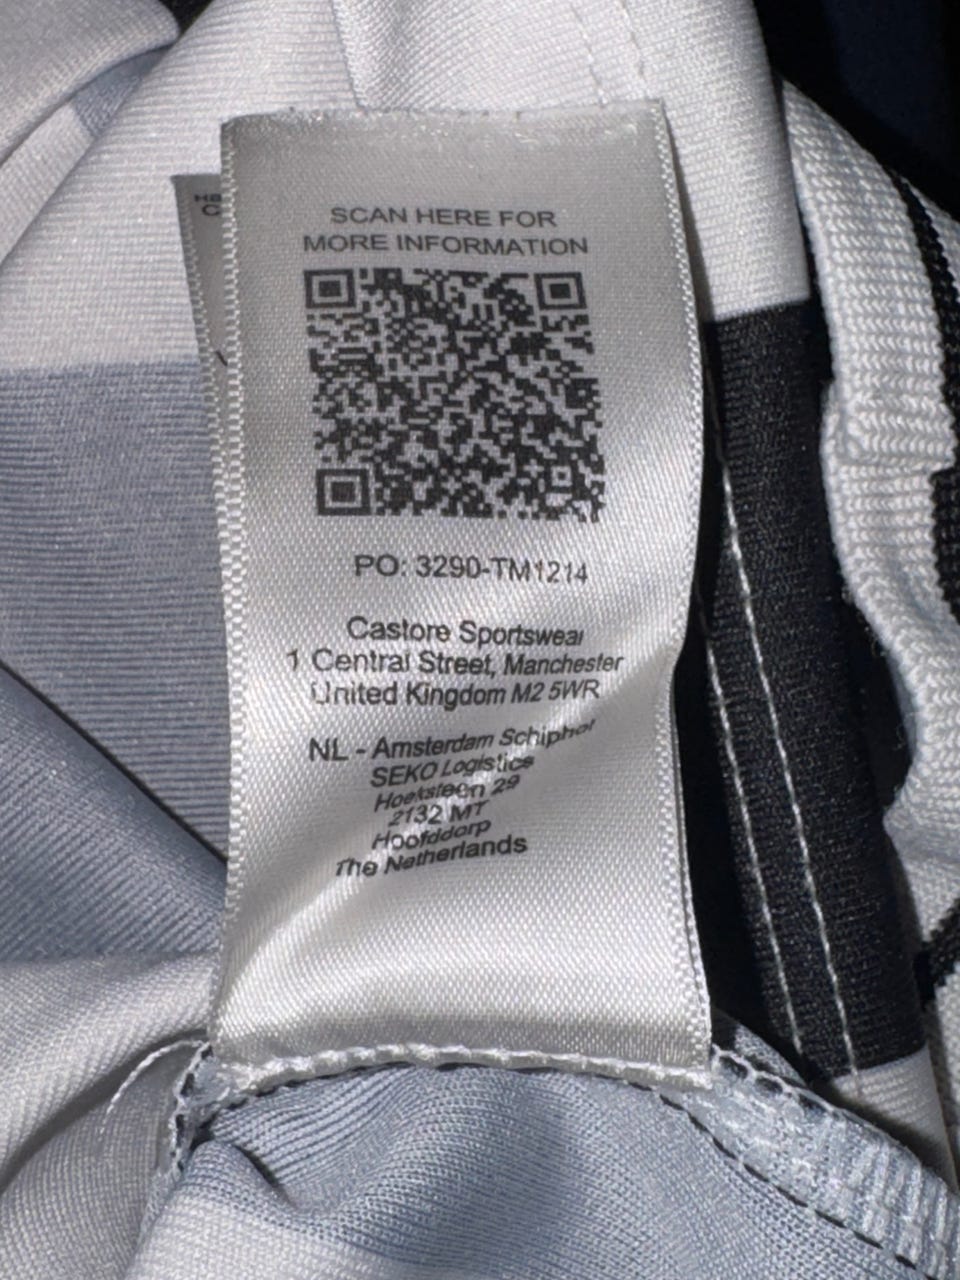 SCAN HERE FOR
MORE INFORMATION
PO: 3290-TM1214
Castore Sportswear
1 Central Street, Manchester
United Kingdom M2 5WR
NL - Amsterdam Schiphol
SEKO Logistics
Hoeksteen 29
2132 MT
Hoofddorp
The Netherlands